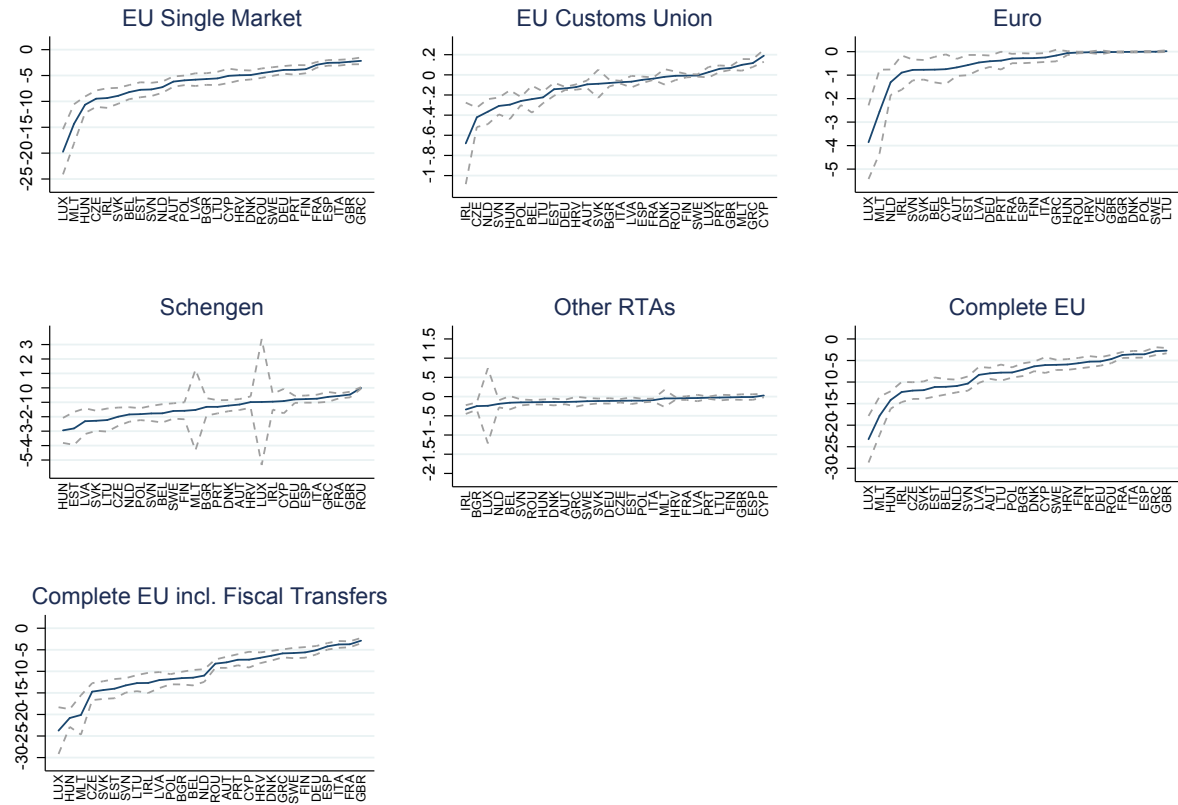 EU Single Market
-25 -20 -15 -10 -5 0
LUX MLT HUN CZE IRL SVK BEL EST SVN NLD AUT POL LVA BGR LTU CYP HRV DNK ROU SWE DEU PRT FIN FRA ESP ITA GBR GRC
EU Customs Union
-1 -.8 -.6 -.4 -.2 0 .2
IRL CZE NLD SVN HUN POL BEL LTU EST DEU HRV AUT SVK BGR ITA LVA ESP FRA DNK ROU FIN SWE LUX PRT GBR MLT GRC CYP
Euro
-5 -4 -3 -2 -1 0
LUX MLT NLD IRL SVN SVK BEL CYP AUT EST LVA DEU PRT FRA ESP FIN ITA GRC HUN ROU HRV CZE GBR BGR DNK POL SWE LTU
Schengen
-5 -4 -3 -2 -1 0 1 2 3
HUN EST LVA SVK LTU CZE NLD POL SVN BEL SWE FIN MLT BGR PRT DNK AUT HRV LUX IRL CYP DEU ESP ITA GRC FRA GBR ROU
Other RTAs
-2 -1.5 -1 -.5 0 .5 1 1.5
IRL BGR LUX NLD BEL SVN ROU HUN DNK AUT GRC SWE SVK DEU CZE EST POL ITA MLT HRV FRA LVA PRT LTU FIN GBR ESP CYP
Complete EU
-30 -25 -20 -15 -10 -5 0
LUX MLT HUN IRL CZE SVK EST BEL NLD SVN LVA AUT LTU POL BGR DNK CYP SWE HRV FIN PRT DEU ROU FRA ITA ESP GRC GBR
Complete EU incl. Fiscal Transfers
-30 -25 -20 -15 -10 -5 0
LUX HUN MLT CZE SVK EST SVN LTU IRL LVA POL BGR BEL NLD ROU AUT PRT CYP HRV DNK GRC SWE FIN DEU ESP ITA FRA GBR